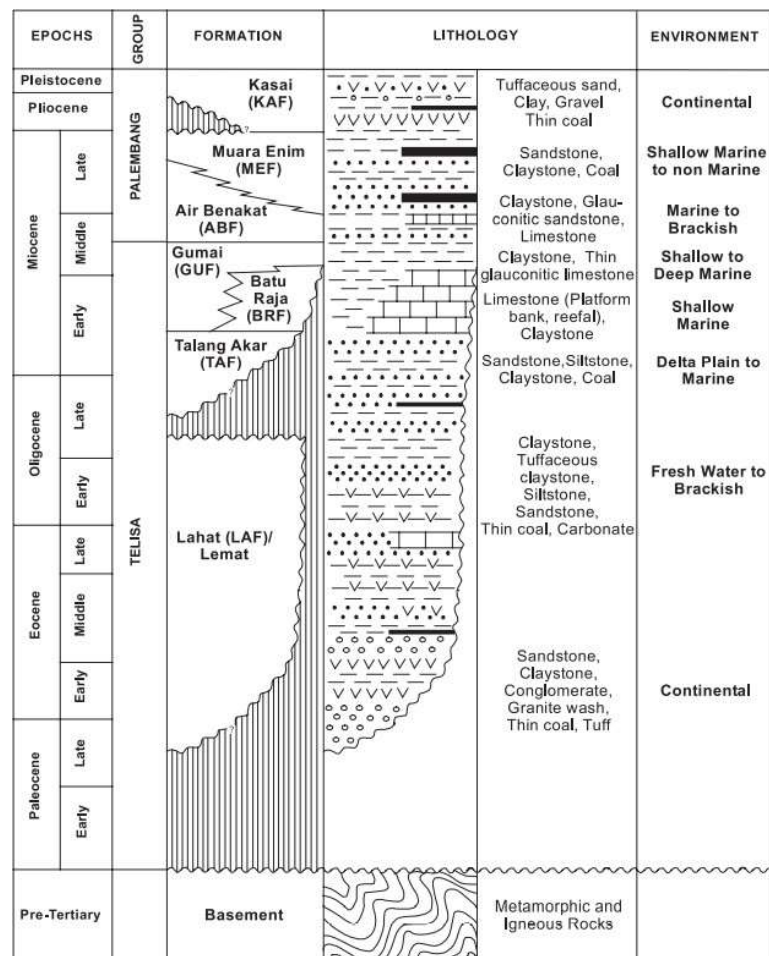 EPOCHS
GROUP
FORMATION
LITHOLOGY
ENVIRONMENT
Pleistocene
Pliocene
Miocene
Late
Middle
Early
Oligocene
Late
Early
Eocene
Late
Middle
Early
Paleocene
Late
Early
Pre-Tertiary
PALEMBANG
TELISA
Kasai
(KAF)
?
Muara Enim
(MEF)
Air Benakat
(ABF)
Gumai
(GUF)
Batu
Raja
(BRF)
Talang Akar
(TAF)
?
Lahat (LAF)/
Lemat
?
Basement
Tuffaceous sand,
Clay, Gravel
Thin coal
Sandstone,
Claystone, Coal
Claystone, Glau-
conitic sandstone,
Limestone
Claystone, Thin
glauconitic limestone
Limestone (Platform
bank, reefal),
Claystone
Sandstone,Siltstone,
Claystone, Coal
Claystone,
Tuffaceous
claystone,
Siltstone,
Sandstone,
Thin coal, Carbonate
Sandstone,
Claystone,
Conglomerate,
Granite wash,
Thin coal, Tuff
Metamorphic and
Igneous Rocks
Continental
Shallow Marine
to non Marine
Marine to
Brackish
Shallow to
Deep Marine
Shallow
Marine
Delta Plain to
Marine
Fresh Water to
Brackish
Continental